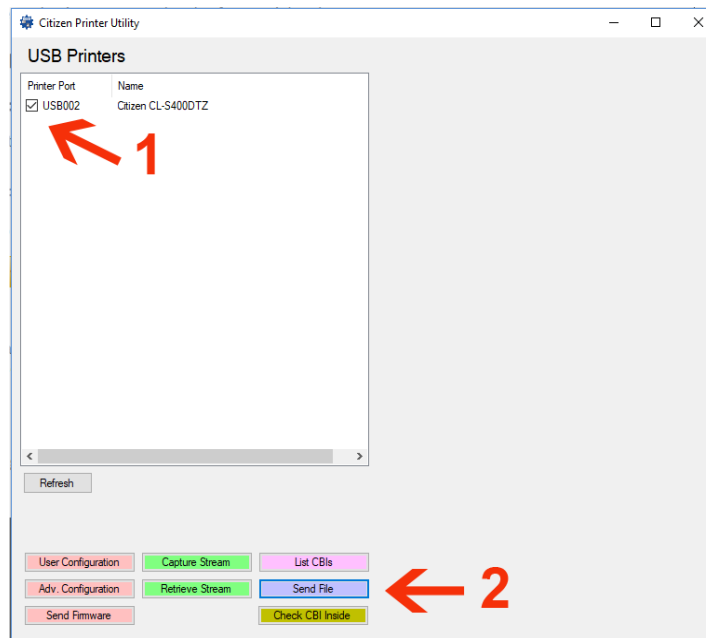 Citizen Printer Utility
USB Printers
Printer Port Name
USB002 Citizen CL-S400DTZ
1
Refresh
User Configuration Capture Stream List CBIs
Adv. Configuration Retrieve Stream Send File
2
Send Firmware Check CBI Inside